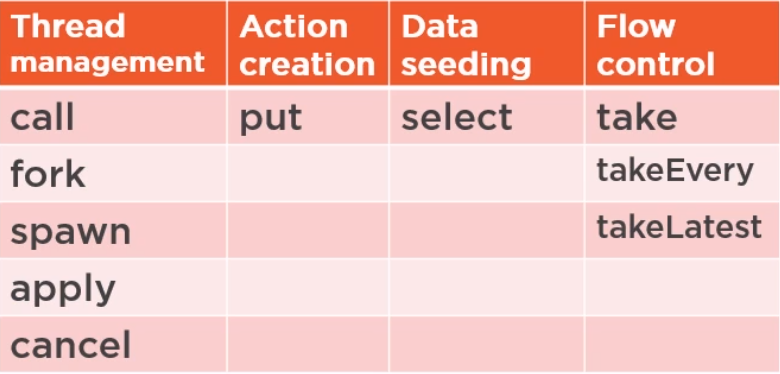 Thread management Action creation Data seeding Flow control
call put select take
fork takeEvery
spawn takeLatest
apply
cancel